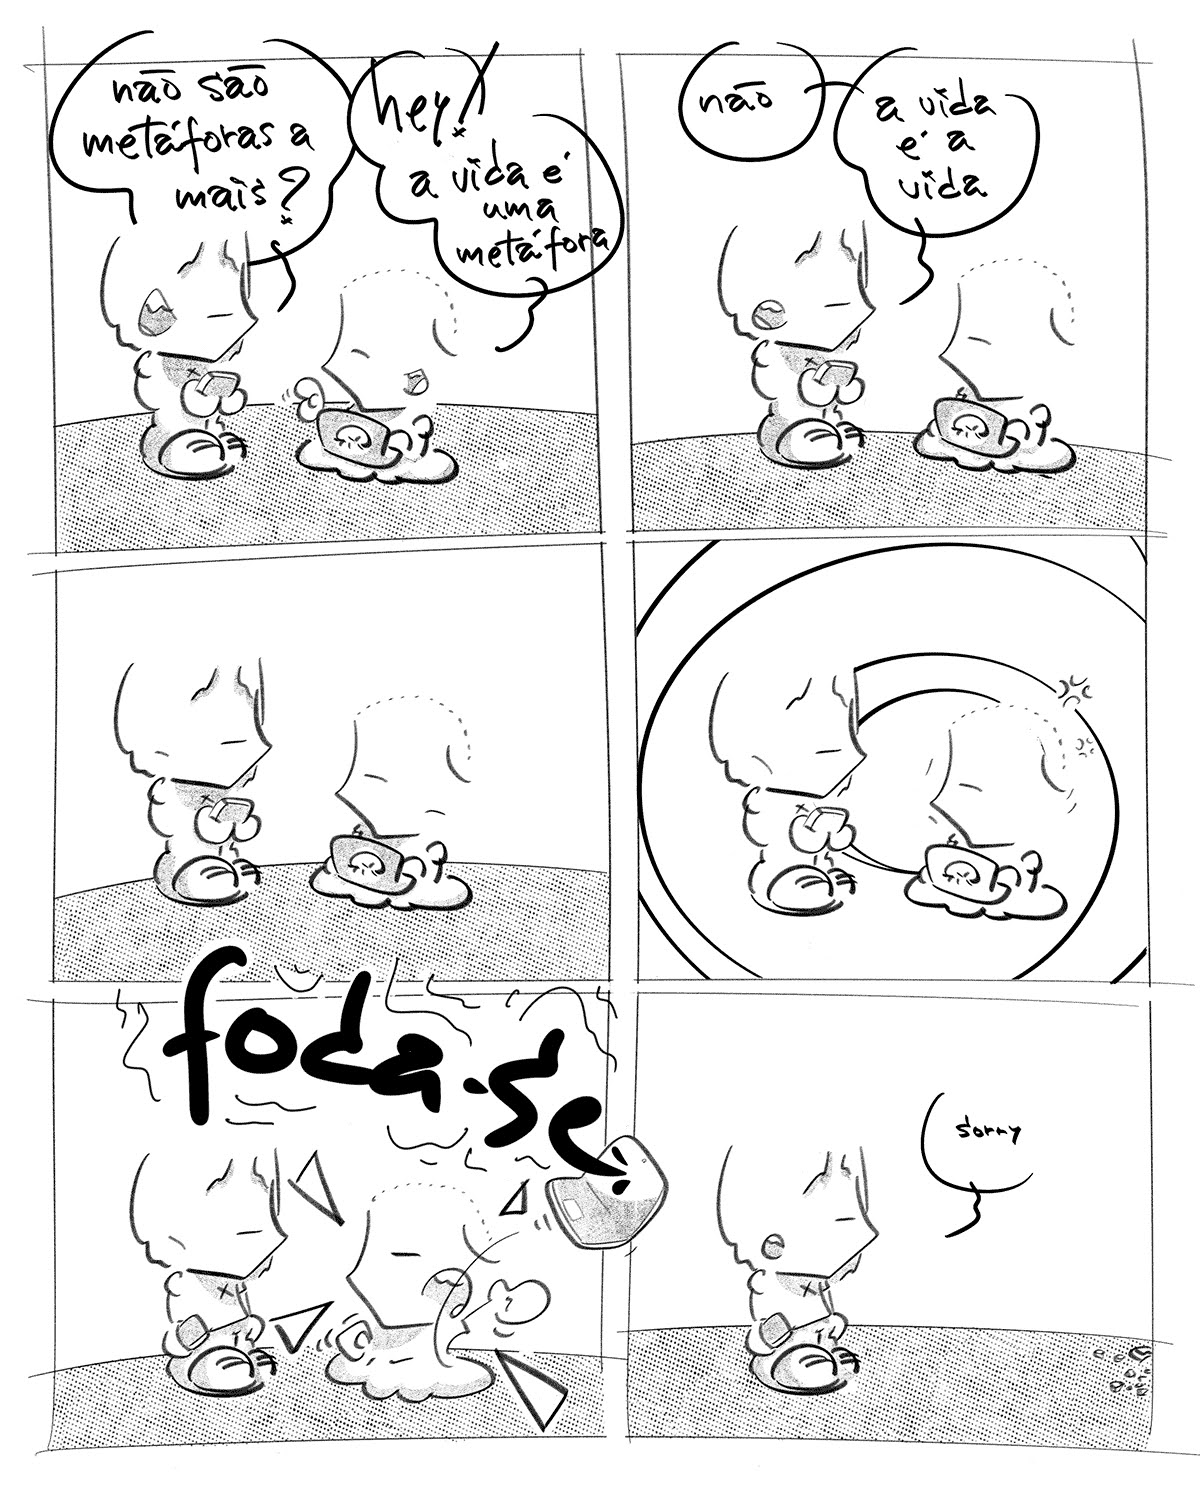 não são
metáforas a
mais?
hey!
a vida é
uma
metáfora
não
a vida
é a
vida
foda-se
sorry